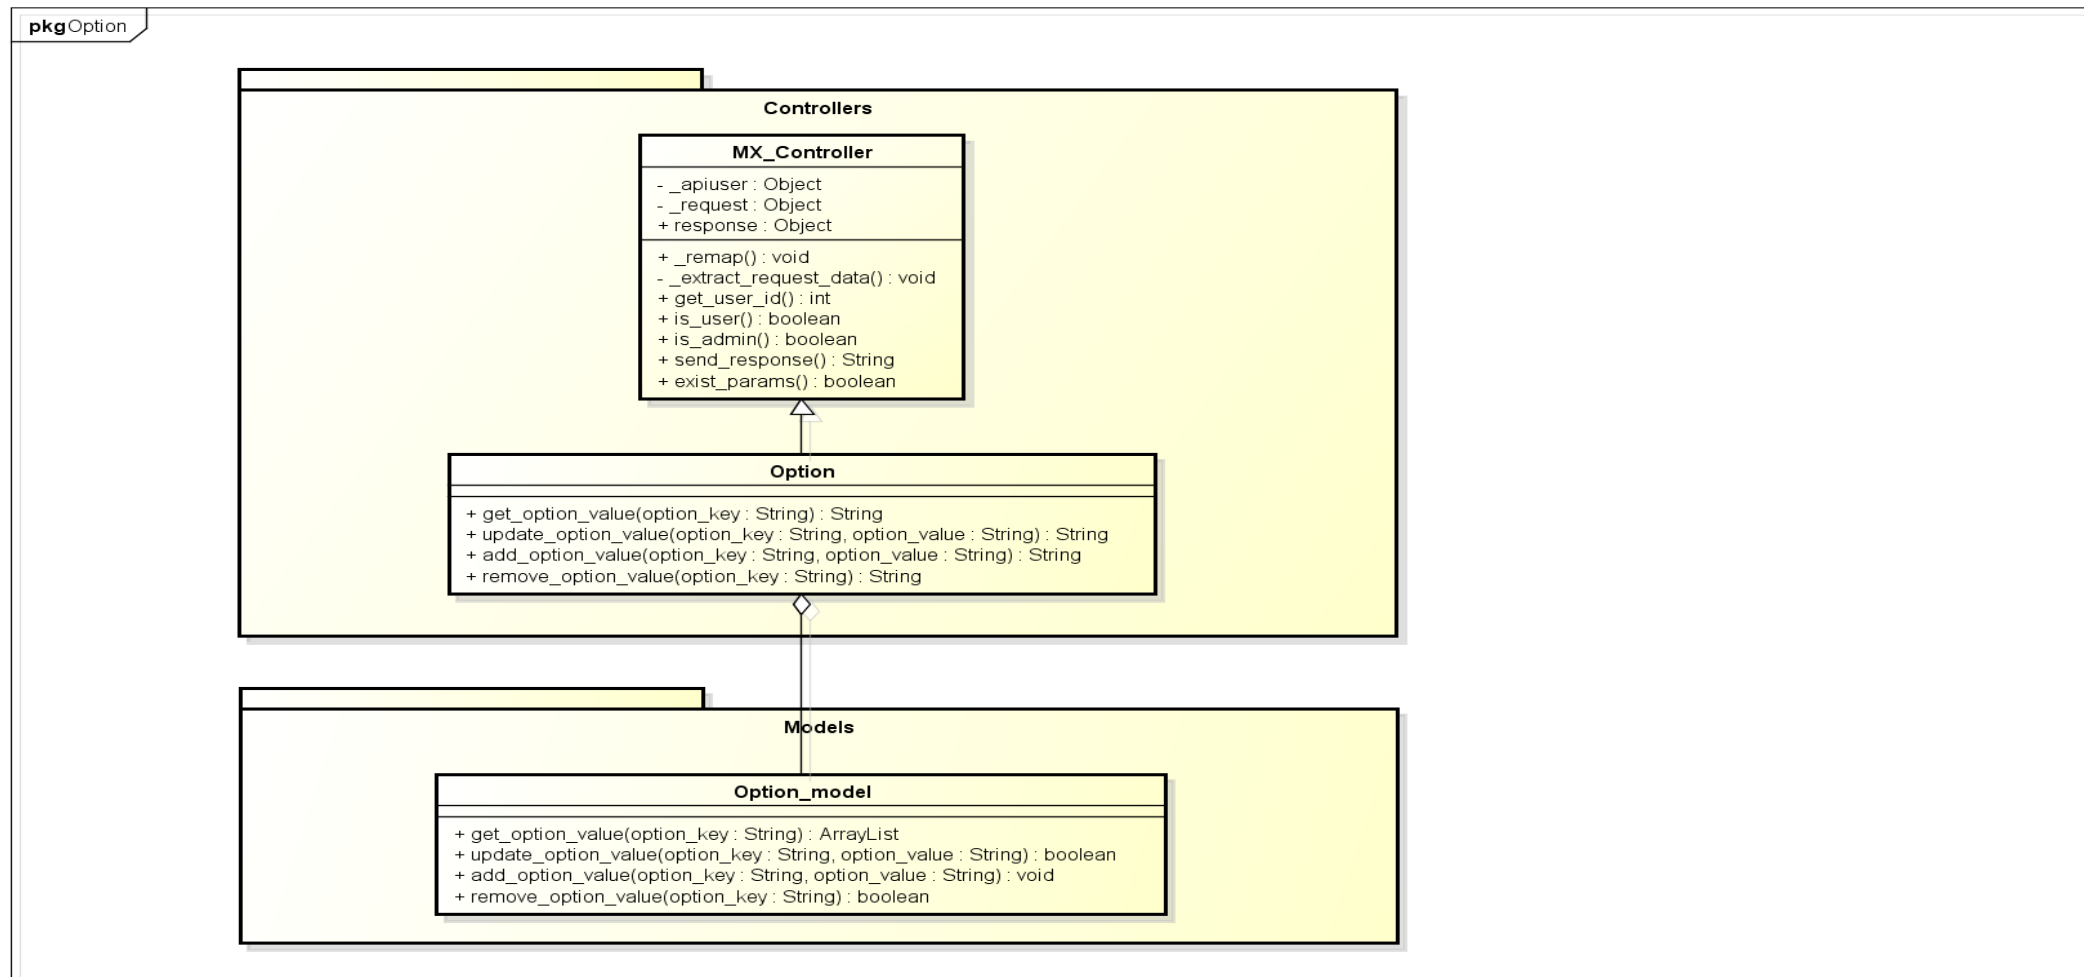 pkg Option
Controllers
MX_Controller
- _apiuser : Object
- _request : Object
+ response : Object
+ _remap() : void
- _extract_request_data() : void
+ get_user_id() : int
+ is_user() : boolean
+ is_admin() : boolean
+ send_response() : String
+ exist_params() : boolean
Option
+ get_option_value(option_key : String) : String
+ update_option_value(option_key : String, option_value : String) : String
+ add_option_value(option_key : String, option_value : String) : String
+ remove_option_value(option_key : String) : String
Models
Option_model
+ get_option_value(option_key : String) : ArrayList
+ update_option_value(option_key : String, option_value : String) : boolean
+ add_option_value(option_key : String, option_value : String) : void
+ remove_option_value(option_key : String) : boolean